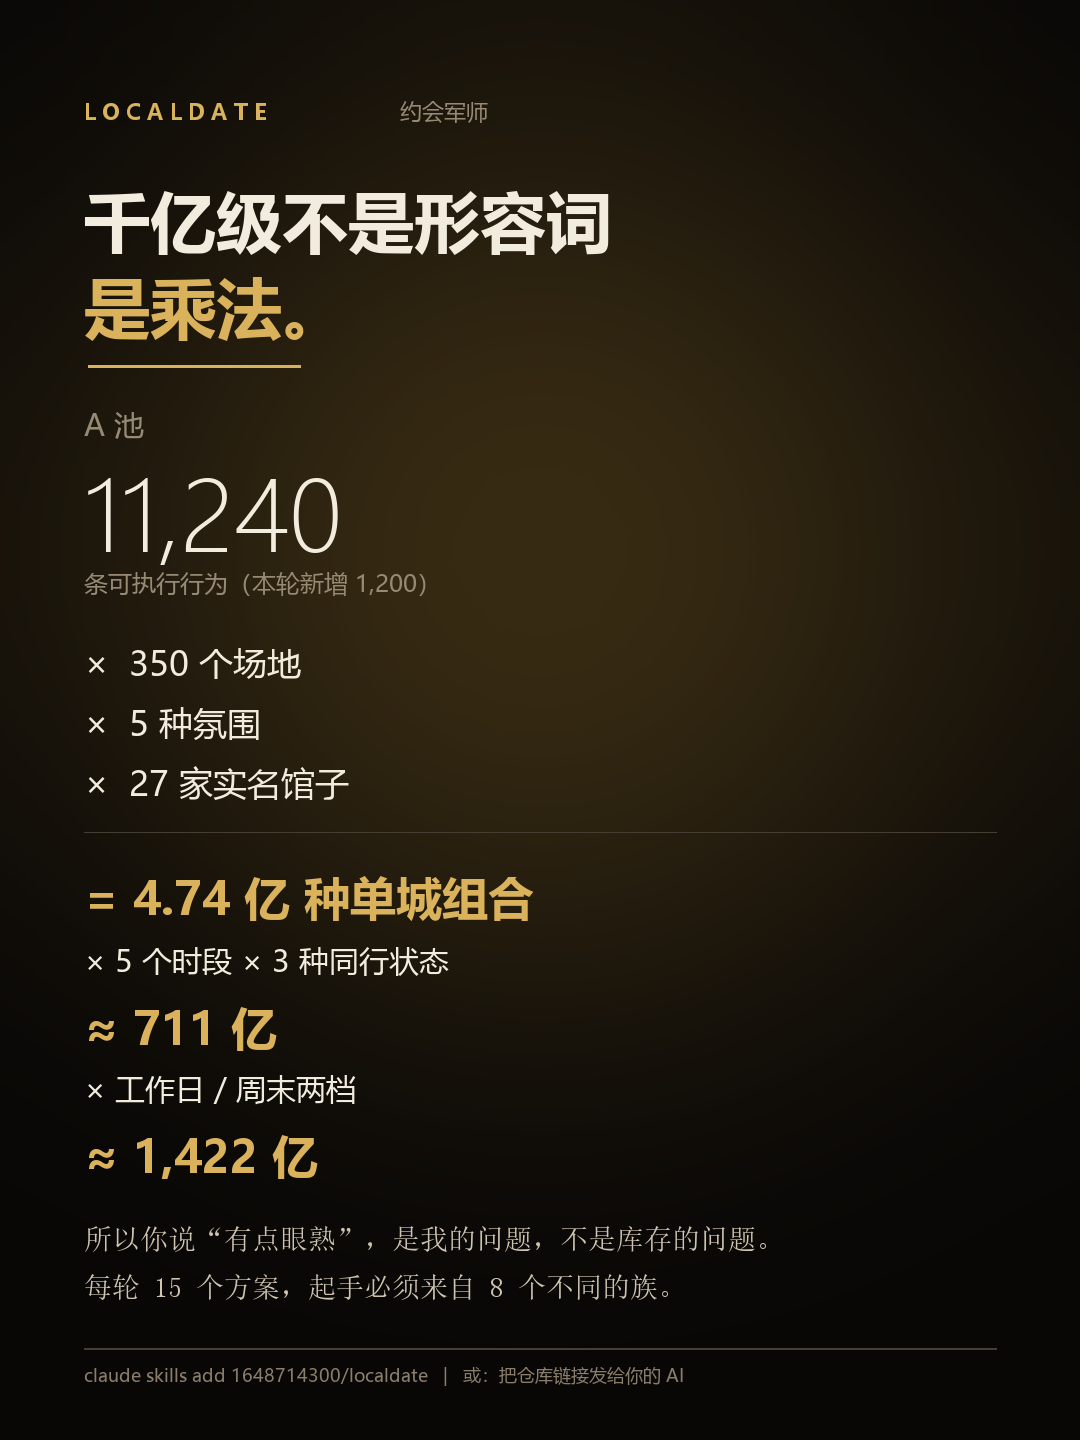 LOCALDATE 约会军师
千亿级不是形容词
是乘法。
A 池
11,240
条可执行行为（本轮新增 1,200）
× 350 个场地
× 5 种氛围
× 27 家实名馆子
= 4.74 亿 种单城组合
× 5 个时段 × 3 种同行状态
≈ 711 亿
× 工作日 / 周末两档
≈ 1,422 亿
所以你说“有点眼熟”，是我的问题，不是库存的问题。
每轮 15 个方案，起手必须来自 8 个不同的族。
claude skills add 1648714300/localdate | 或：把仓库链接发给你的 AI